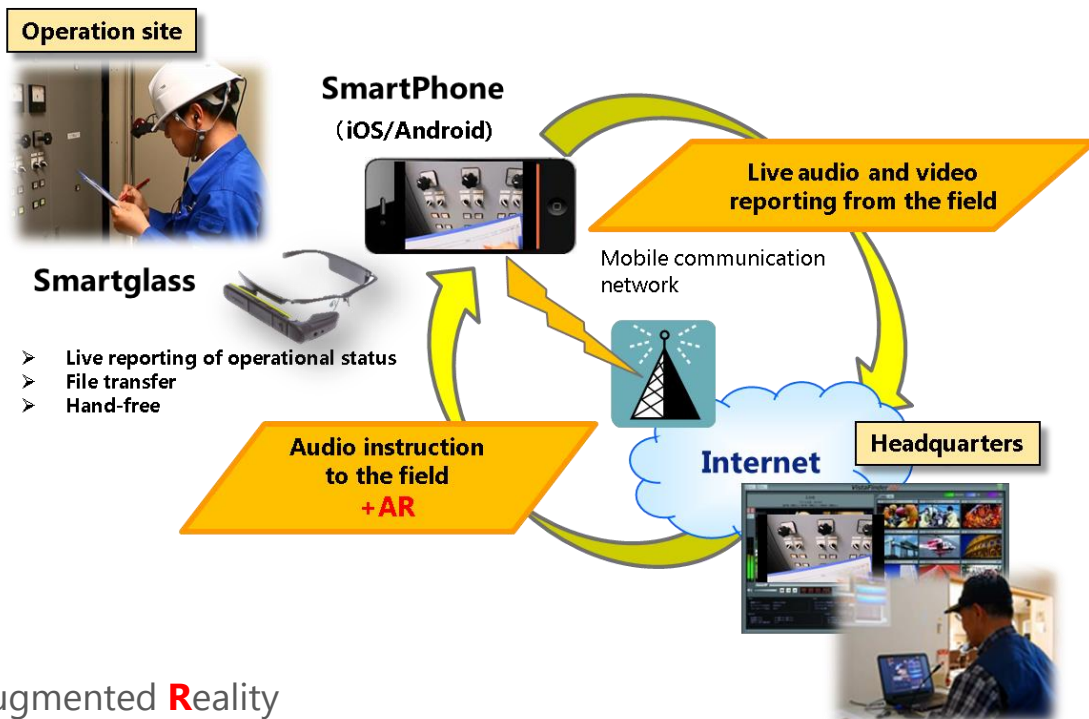 Operation site
SmartPhone
(iOS/Android)
Live audio and video
reporting from the field
Mobile communication
network
Smartglass
➤ Live reporting of operational status
➤ File transfer
➤ Hand-free
Audio instruction
to the field
+AR
Internet
Headquarters
VistaFinder
ugmented Reality